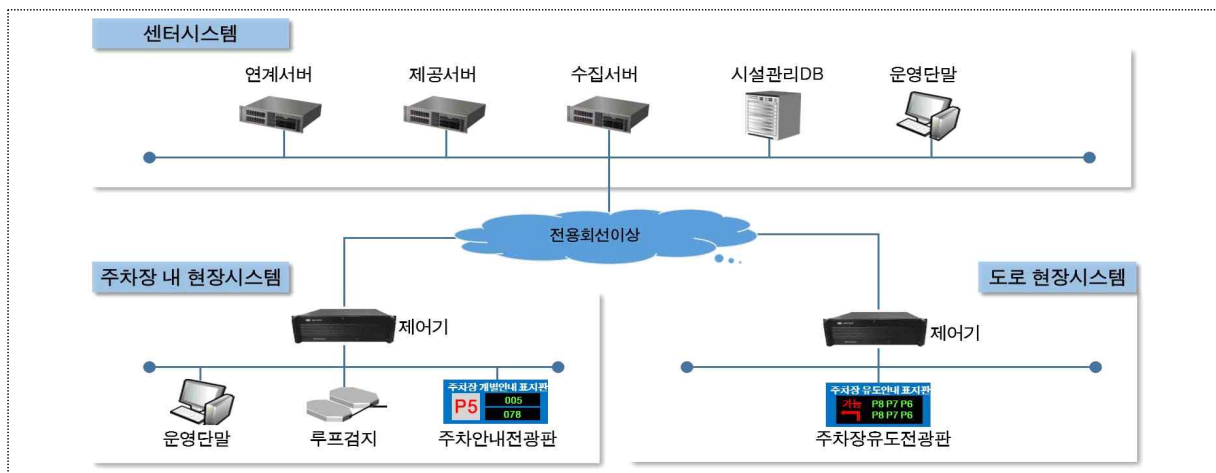 센터시스템
연계서버 제공서버 수집서버 시설관리DB 운영단말
전용회선이상
주차장 내 현장시스템
도로 현장시스템
제어기
제어기
주차장 개별안내 표지판
P5 005
078
주차장 유도안내 표지판
가능 P8 P7 P6
P8 P7 P6
운영단말 루프검지 주차안내전광판
주차장유도전광판